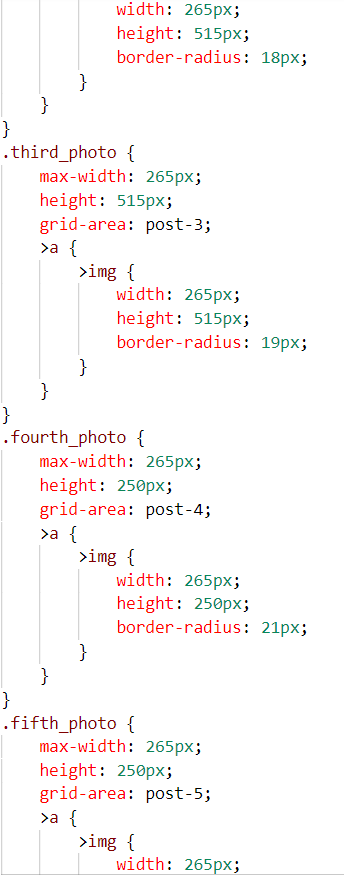 width: 265px;
height: 515px;
border-radius: 18px;
}
}
}
.third_photo {
max-width: 265px;
height: 515px;
grid-area: post-3;
>a {
>img {
width: 265px;
height: 515px;
border-radius: 19px;
}
}
}
.fourth_photo {
max-width: 265px;
height: 250px;
grid-area: post-4;
>a {
>img {
width: 265px;
height: 250px;
border-radius: 21px;
}
}
}
.fifth_photo {
max-width: 265px;
height: 250px;
grid-area: post-5;
>a {
>img {
width: 265px;